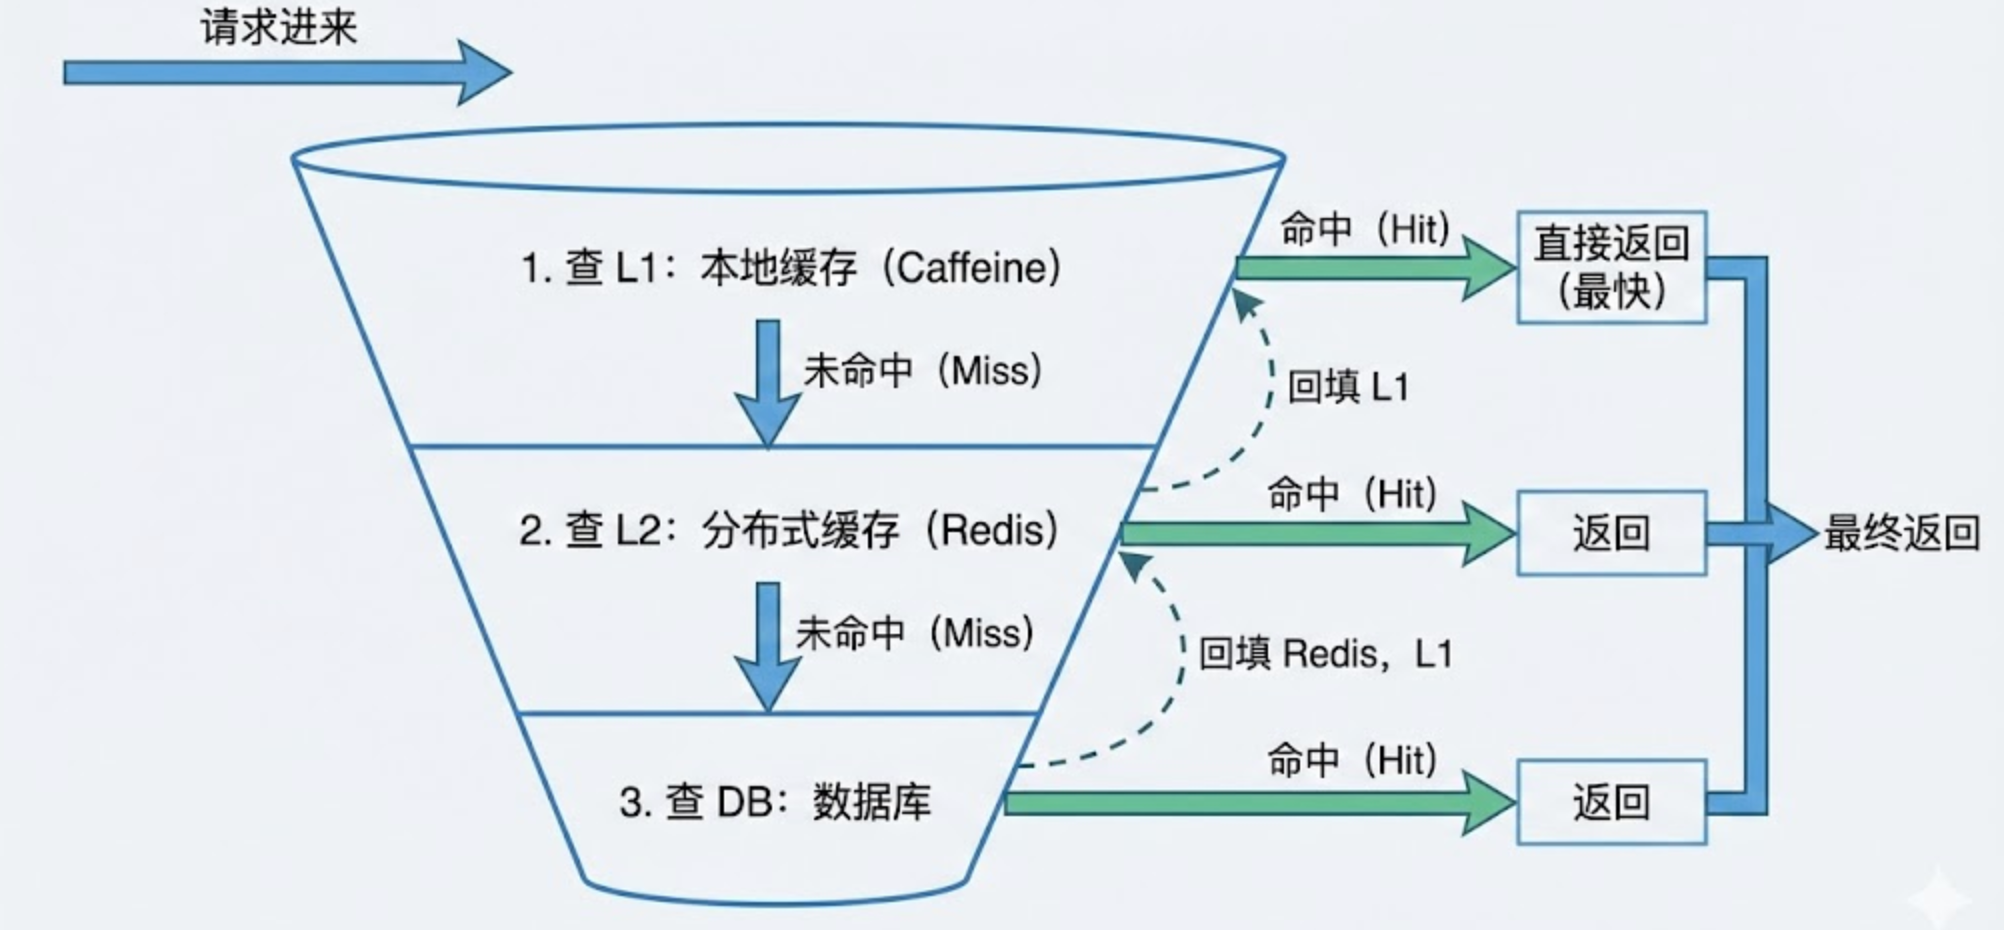 请求进来
1. 查 L1：本地缓存（Caffeine）
命中（Hit）
直接返回
（最快）
未命中（Miss）
回填 L1
2. 查 L2：分布式缓存（Redis）
命中（Hit）
返回
最终返回
未命中（Miss）
回填 Redis，L1
3. 查 DB：数据库
命中（Hit）
返回